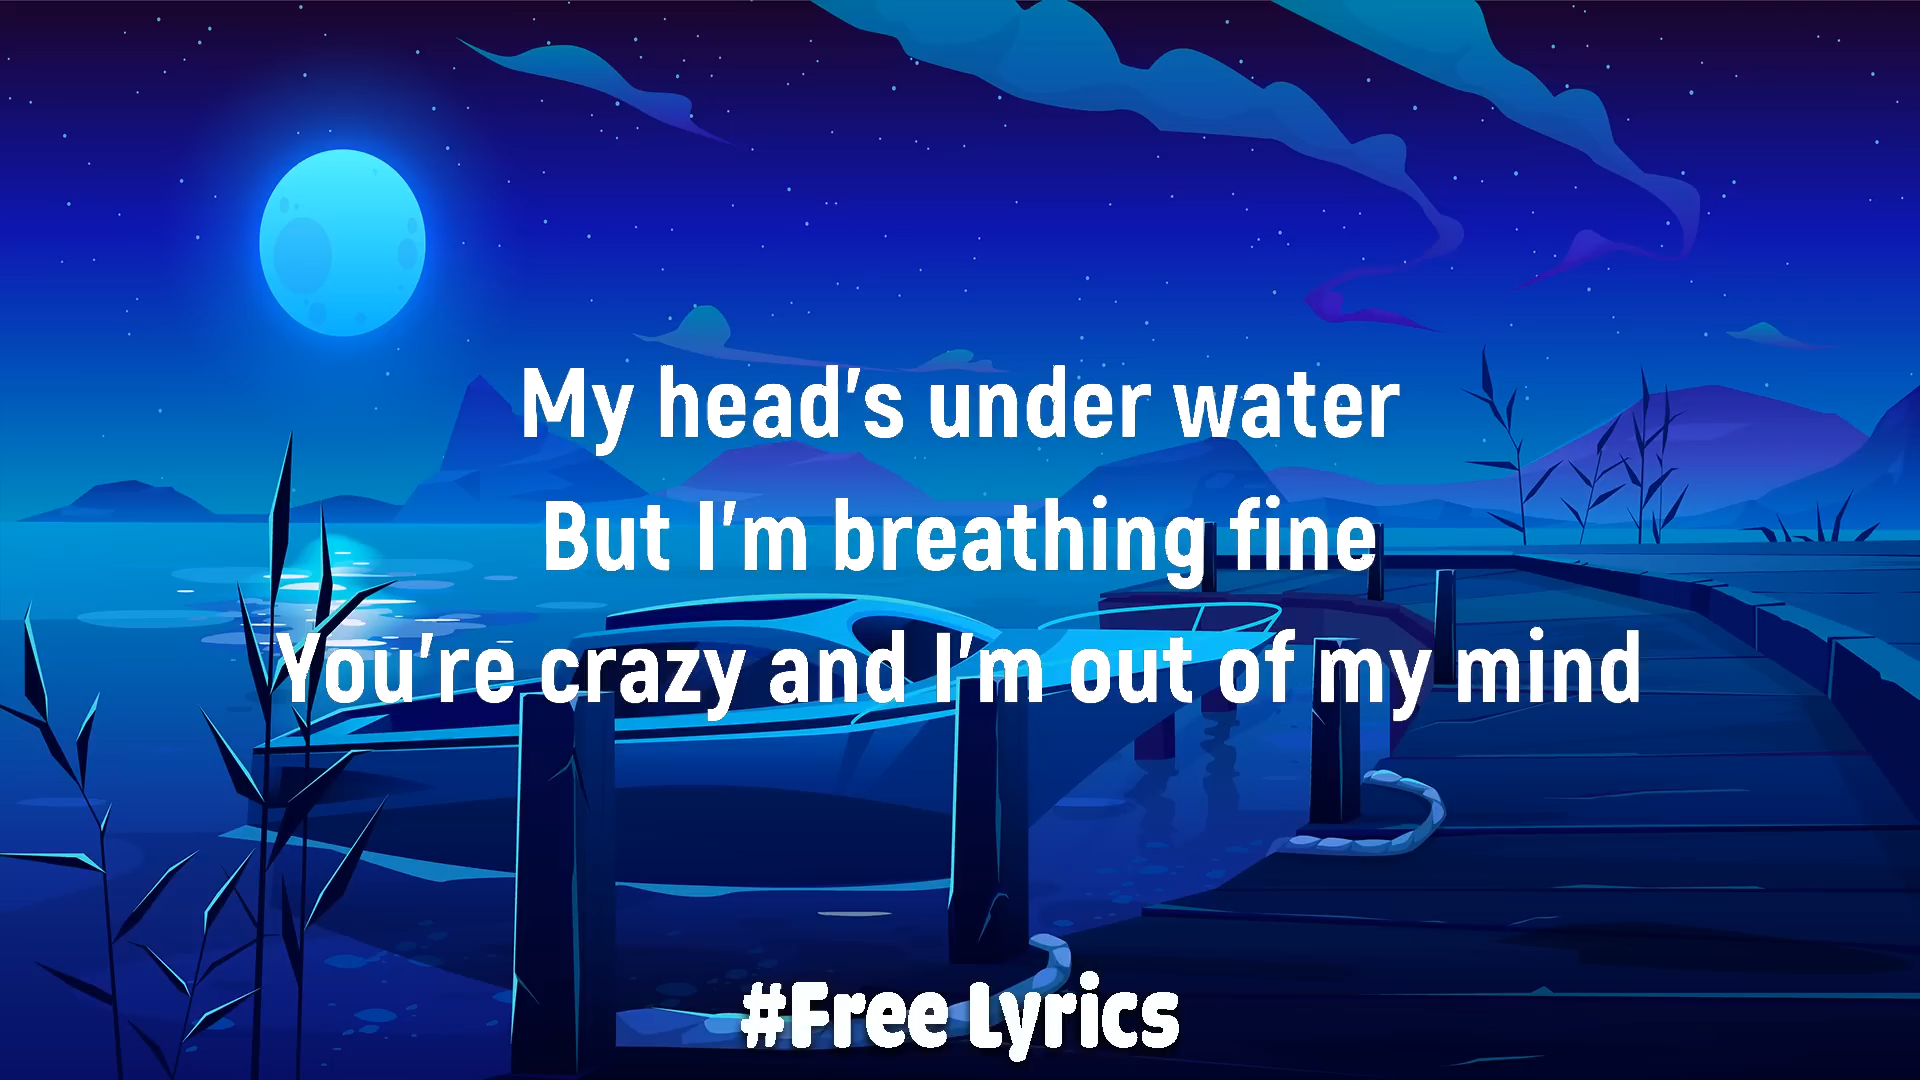 My head's under water
But I'm breathing fine
You're crazy and I'm out of my mind
#Free Lyrics